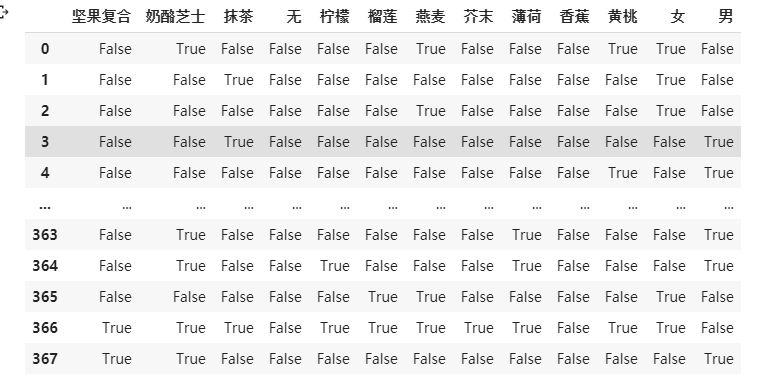 坚果复合 奶酪芝士 抹茶 无 柠檬 榴莲 燕麦 芥末 薄荷 香蕉 黄桃 女 男
0 False True False False False False True False False False True True False
1 False False True False False False False False False False False True False
2 False False False False False False True False False False False True False
3 False False True False False False False False False False False False True
4 False False False False False False False False False False True False True
... ... ... ... ... ... ... ... ... ... ... ... ... ...
363 False True False False False False False False True False False False True
364 False True False False True False False False True False False False True
365 False False False False False True True False False False False True False
366 True True True False True True True True True False True True False
367 True True False False False False False False False False False False True